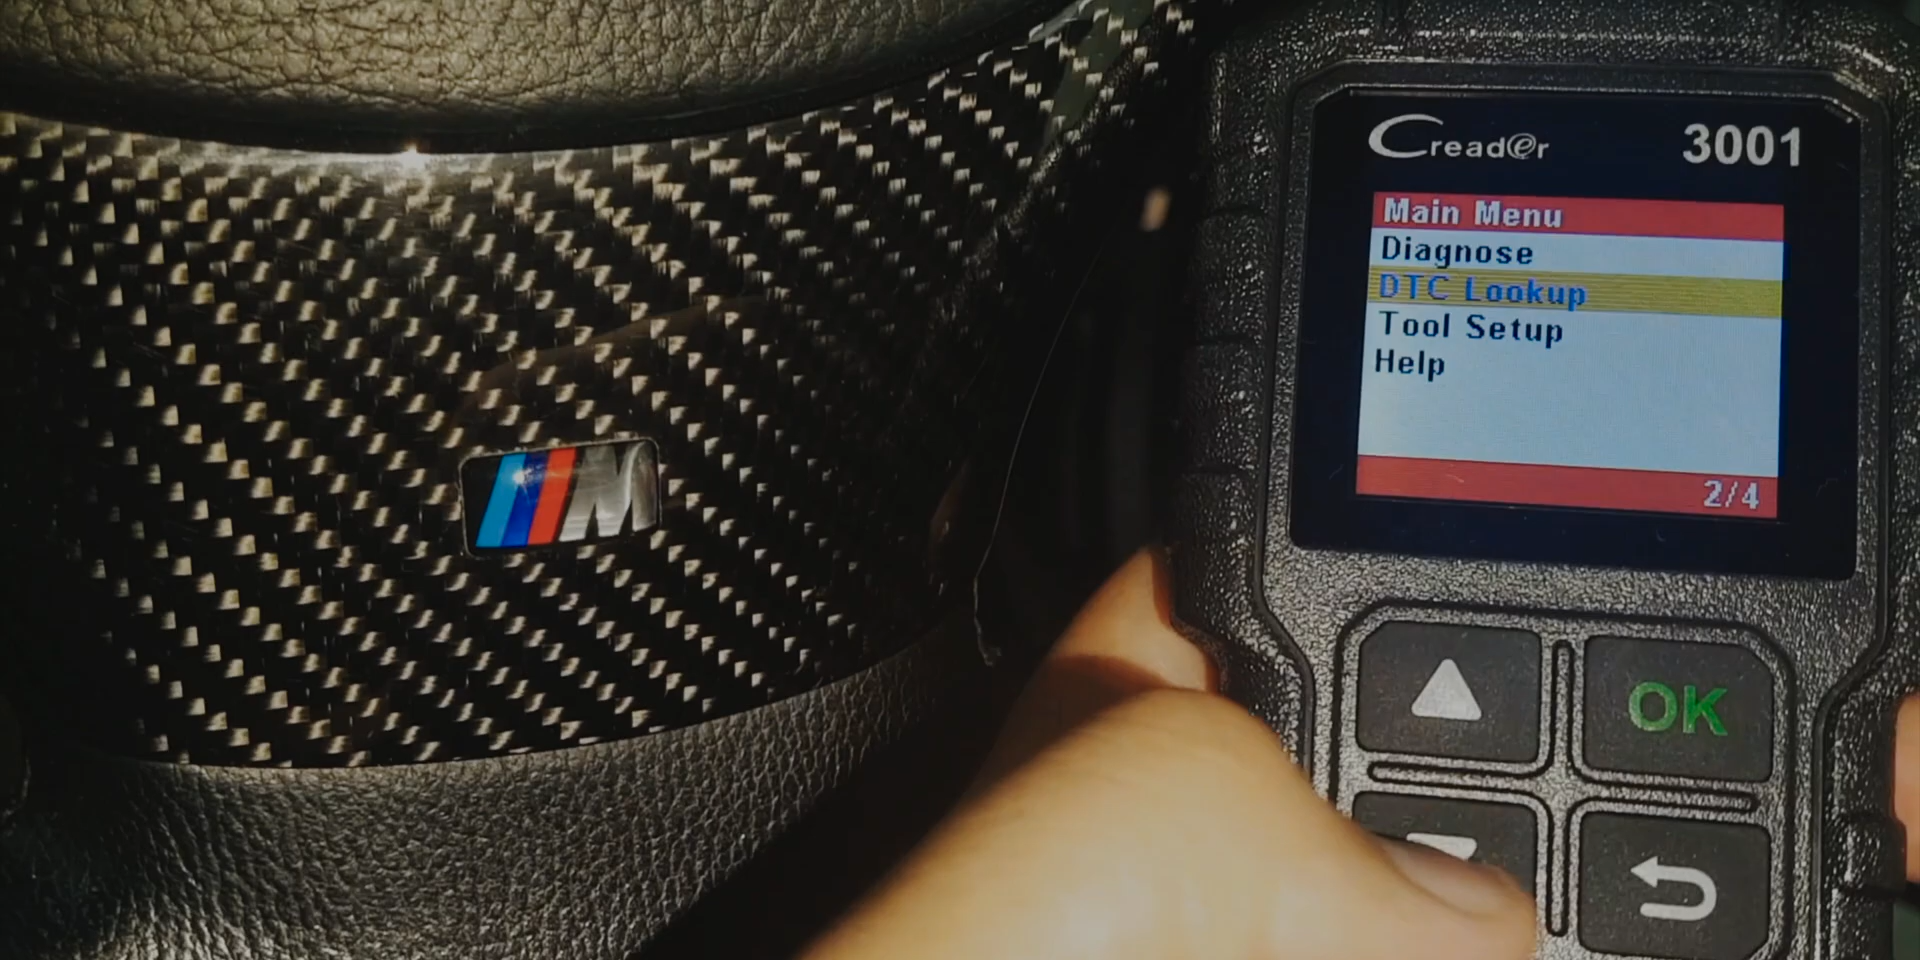 Creader 3001
Main Menu
Diagnose
DTC Lookup
Tool Setup
Help
2/4
M
OK